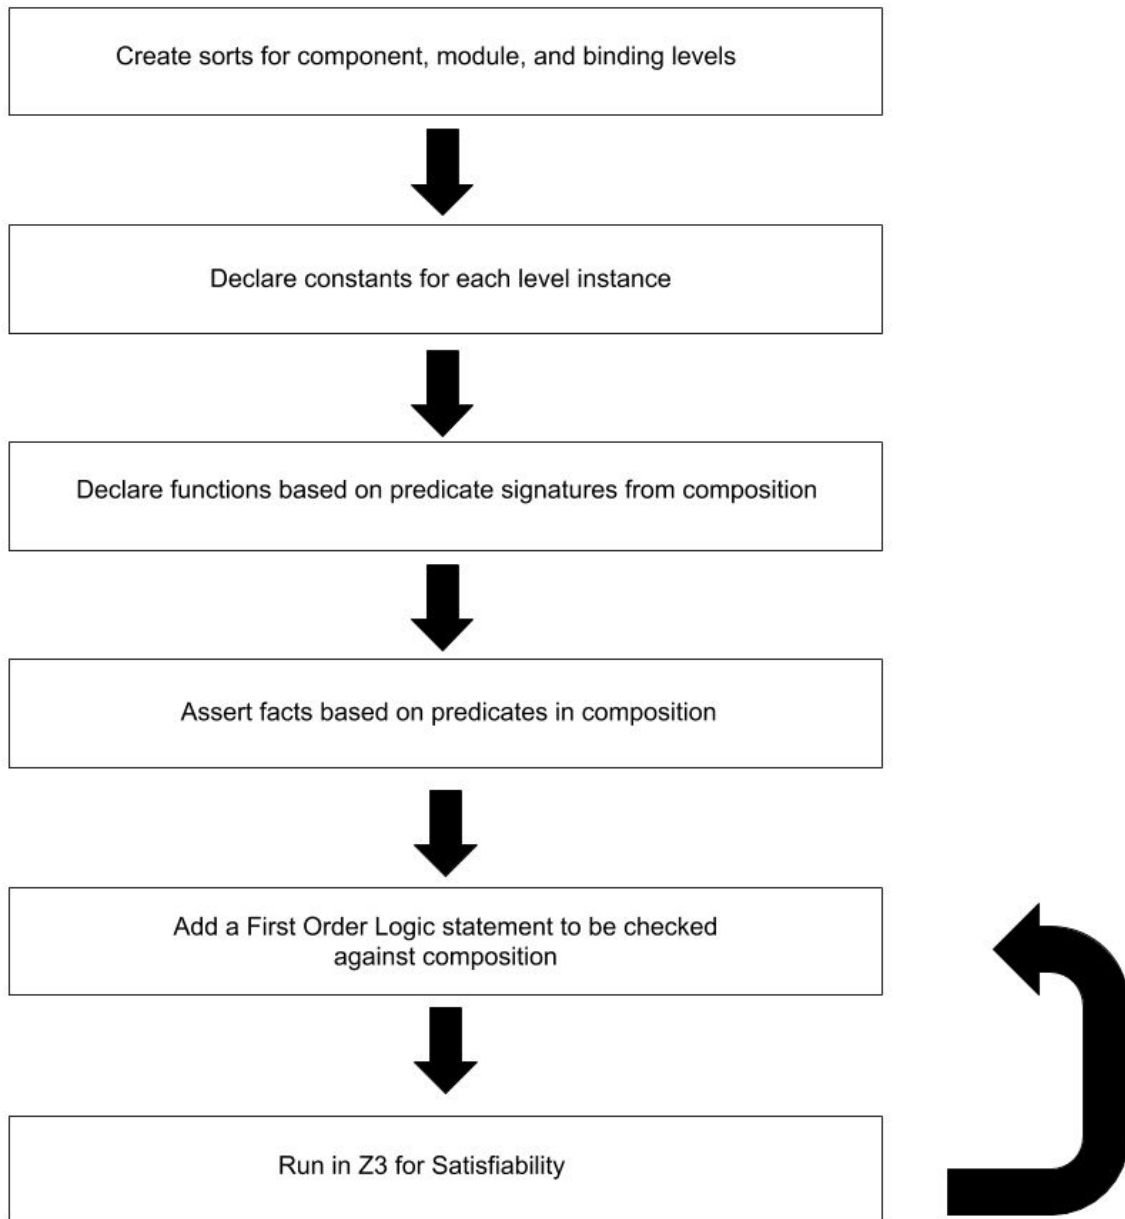 Create sorts for component, module, and binding levels
Declare constants for each level instance
Declare functions based on predicate signatures from composition
Assert facts based on predicates in composition
Add a First Order Logic statement to be checked
against composition
Run in Z3 for Satisfiability